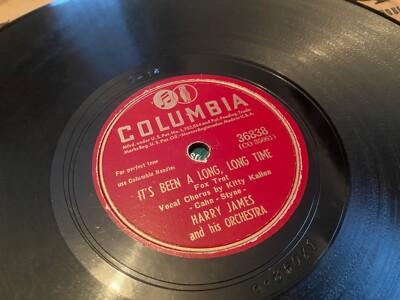 COLUMBIA
36838
(CO 35081)
For perfect tone
use Columbia Needles
IT'S BEEN A LONG, LONG TIME
Fox Trot
Vocal Chorus by Kitty Kallen
- Cahn - Styne -
HARRY JAMES
and his ORCHESTRA